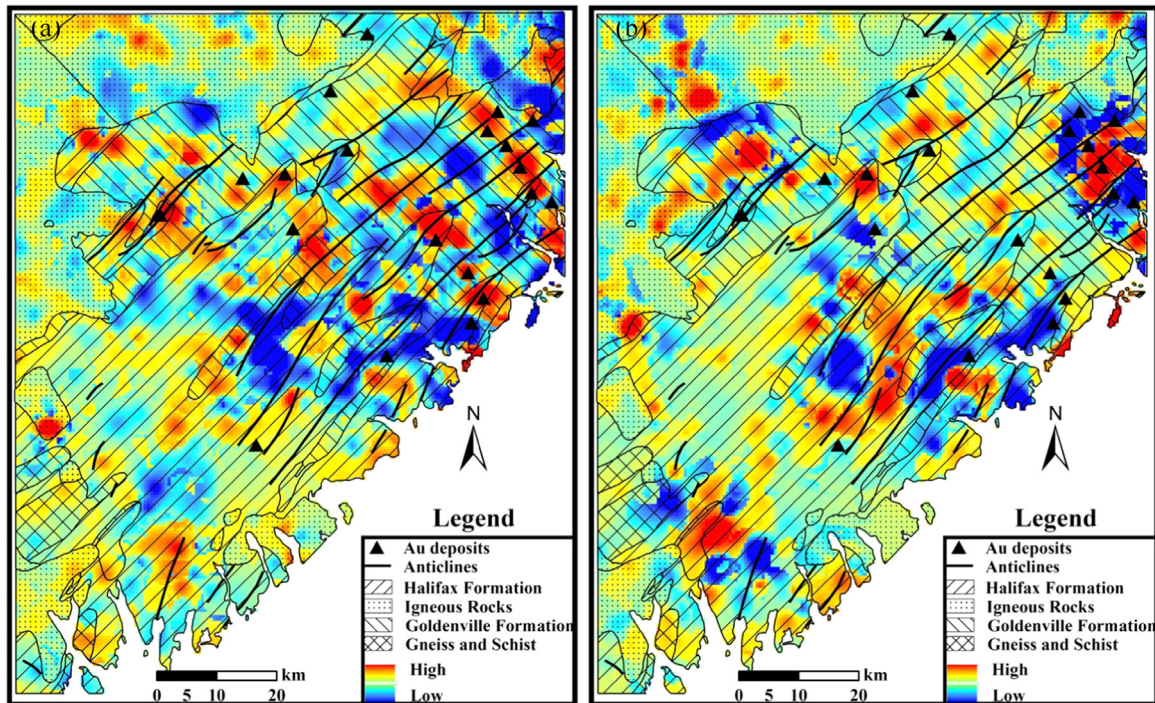 (a)
N
Legend
Au deposits
Anticlines
Halifax Formation
Igneous Rocks
Goldenville Formation
Gneiss and Schist
High
Low
km
0 5 10 20
(b)
N
Legend
Au deposits
Anticlines
Halifax Formation
Igneous Rocks
Goldenville Formation
Gneiss and Schist
High
Low
km
0 5 10 20